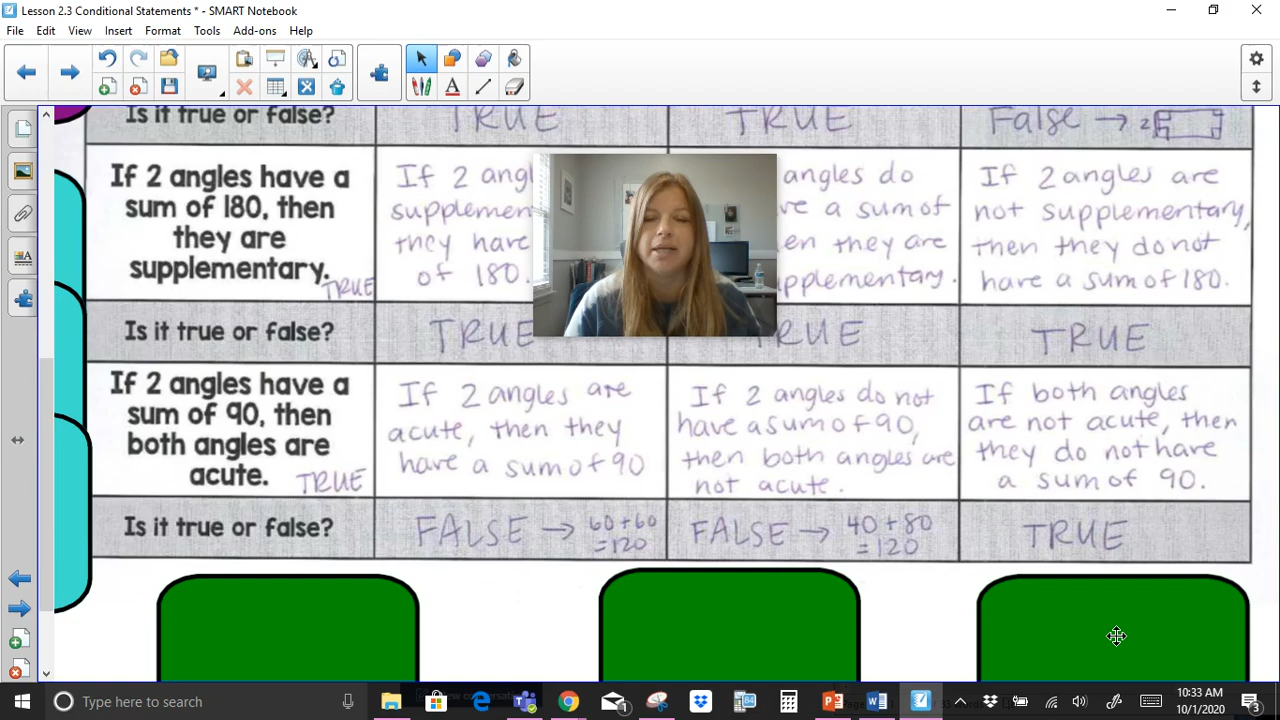 Lesson 2.3 Conditional Statements * - SMART Notebook
File Edit View Insert Format Tools Add-ons Help
Is it true or false? TRUE TRUE False → 2
If 2 angles have a sum of 180, then they are supplementary. TRUE
If 2
they have
of 180.
angles do
a sum of
they are
If 2 angles are
not supplementary,
then they do not
have a sum of 180.
Is it true or false? TRUE TRUE TRUE
If 2 angles have a
sum of 90, then
both angles are
acute. TRUE
If 2 angles are
acute, then they
have a sum of 90
If 2 angles do not
have a sum of 90,
then both angles are
not acute.
If both angles
are not acute, then
they do not have
a sum of 90.
Is it true or false? FALSE → 60+60 =120 FALSE → 40+80 =120 TRUE
Type here to search
10:33 AM
10/1/2020